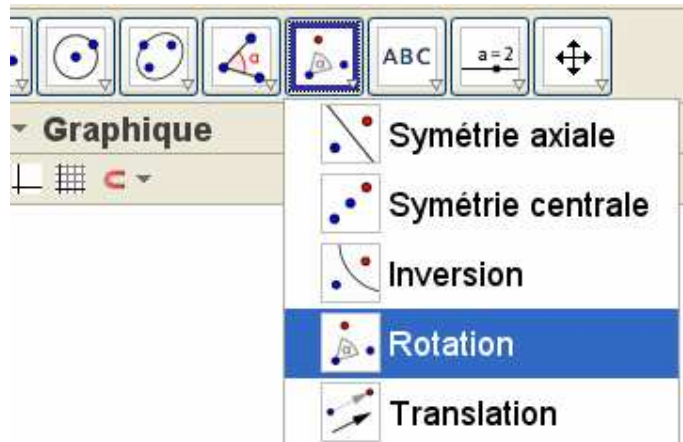 α α ABC a=2
Graphique
Symétrie axiale
Symétrie centrale
Inversion
α Rotation
Translation